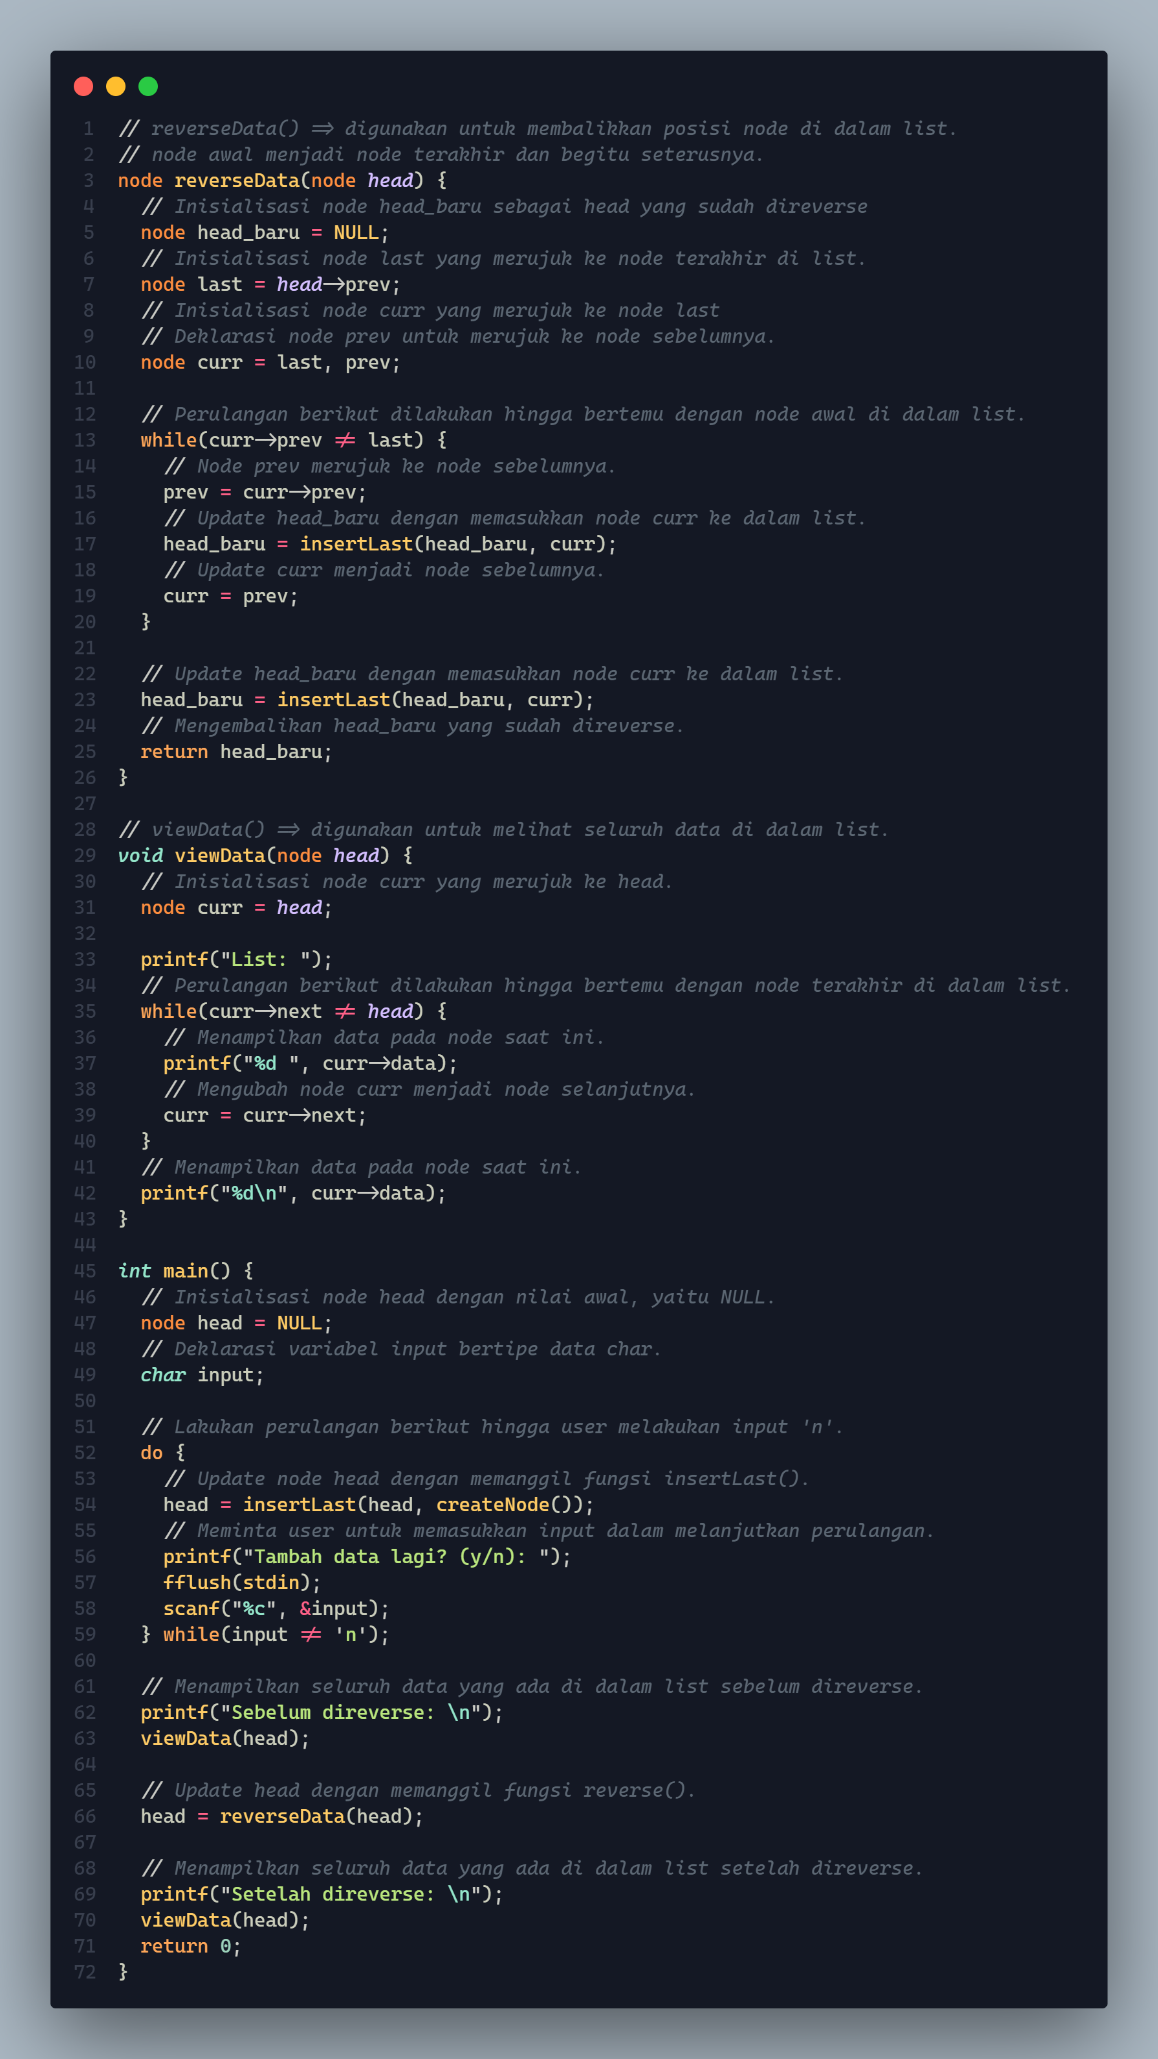 1 // reverseData() => digunakan untuk membalikkan posisi node di dalam list.
2 // node awal menjadi node terakhir dan begitu seterusnya.
3 node reverseData(node head) {
4   // Inisialisasi node head_baru sebagai head yang sudah direverse
5   node head_baru = NULL;
6   // Inisialisasi node last yang merujuk ke node terakhir di list.
7   node last = head->prev;
8   // Inisialisasi node curr yang merujuk ke node last
9   // Deklarasi node prev untuk merujuk ke node sebelumnya.
10   node curr = last, prev;
11
12   // Perulangan berikut dilakukan hingga bertemu dengan node awal di dalam list.
13   while(curr->prev != last) {
14     // Node prev merujuk ke node sebelumnya.
15     prev = curr->prev;
16     // Update head_baru dengan memasukkan node curr ke dalam list.
17     head_baru = insertLast(head_baru, curr);
18     // Update curr menjadi node sebelumnya.
19     curr = prev;
20   }
21
22   // Update head_baru dengan memasukkan node curr ke dalam list.
23   head_baru = insertLast(head_baru, curr);
24   // Mengembalikan head_baru yang sudah direverse.
25   return head_baru;
26 }
27
28 // viewData() => digunakan untuk melihat seluruh data di dalam list.
29 void viewData(node head) {
30   // Inisialisasi node curr yang merujuk ke head.
31   node curr = head;
32
33   printf("List: ");
34   // Perulangan berikut dilakukan hingga bertemu dengan node terakhir di dalam list.
35   while(curr->next != head) {
36     // Menampilkan data pada node saat ini.
37     printf("%d ", curr->data);
38     // Mengubah node curr menjadi node selanjutnya.
39     curr = curr->next;
40   }
41   // Menampilkan data pada node saat ini.
42   printf("%d\n", curr->data);
43 }
44
45 int main() {
46   // Inisialisasi node head dengan nilai awal, yaitu NULL.
47   node head = NULL;
48   // Deklarasi variabel input bertipe data char.
49   char input;
50
51   // Lakukan perulangan berikut hingga user melakukan input 'n'.
52   do {
53     // Update node head dengan memanggil fungsi insertLast().
54     head = insertLast(head, createNode());
55     // Meminta user untuk memasukkan input dalam melanjutkan perulangan.
56     printf("Tambah data lagi? (y/n): ");
57     fflush(stdin);
58     scanf("%c", &input);
59   } while(input != 'n');
60
61   // Menampilkan seluruh data yang ada di dalam list sebelum direverse.
62   printf("Sebelum direverse: \n");
63   viewData(head);
64
65   // Update head dengan memanggil fungsi reverse().
66   head = reverseData(head);
67
68   // Menampilkan seluruh data yang ada di dalam list setelah direverse.
69   printf("Setelah direverse: \n");
70   viewData(head);
71   return 0;
72 }